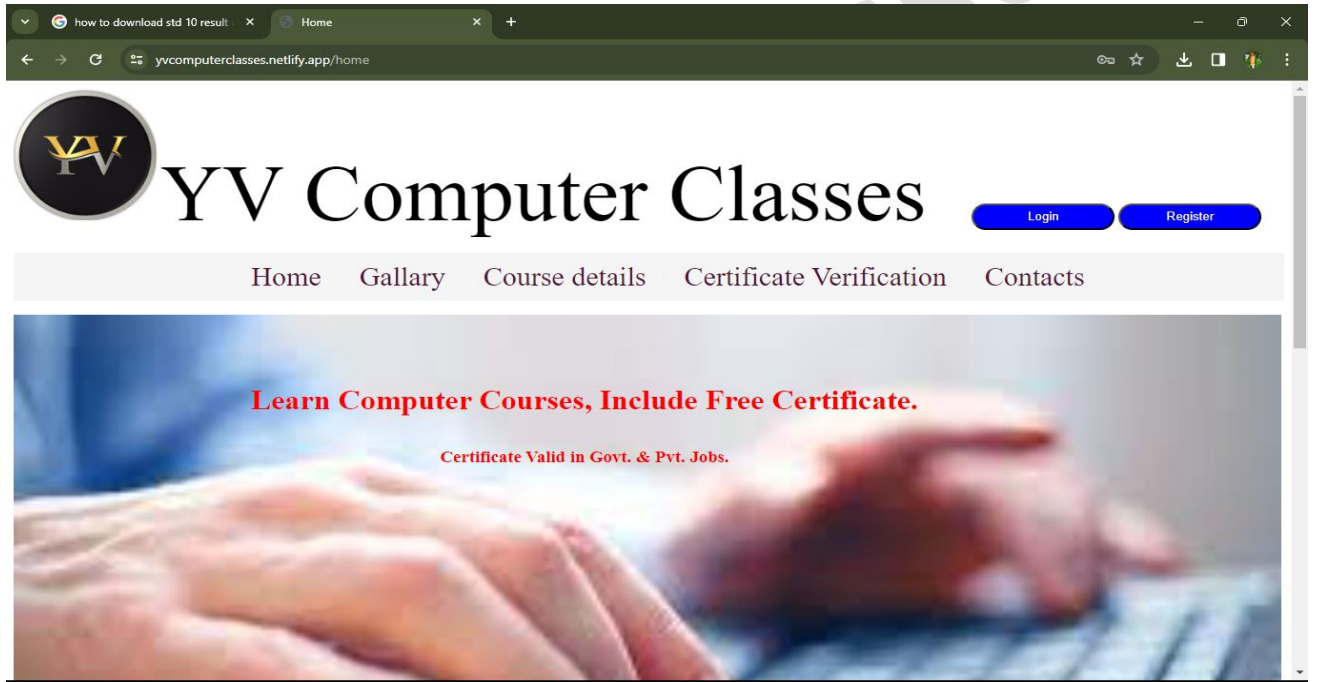 how to download std 10 result
Home
yvcomputerclasses.netlify.app/home
YV
YV Computer Classes
Login
Register
Home Gallary Course details Certificate Verification Contacts
Learn Computer Courses, Include Free Certificate.
Certificate Valid in Govt. & Pvt. Jobs.